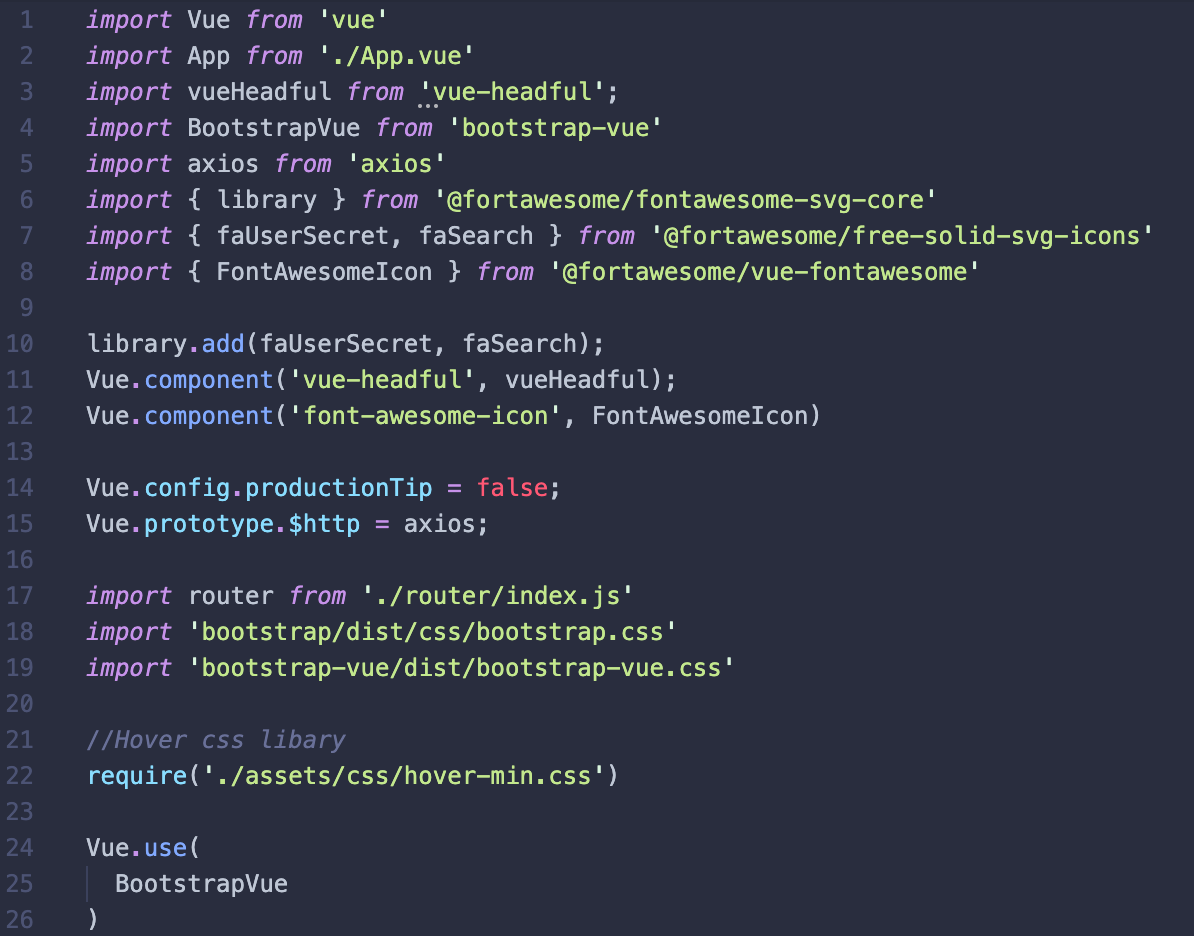 1 import Vue from 'vue'
2 import App from './App.vue'
3 import vueHeadful from 'vue-headful';
4 import BootstrapVue from 'bootstrap-vue'
5 import axios from 'axios'
6 import { library } from '@fortawesome/fontawesome-svg-core'
7 import { faUserSecret, faSearch } from '@fortawesome/free-solid-svg-icons'
8 import { FontAwesomeIcon } from '@fortawesome/vue-fontawesome'
9
10 library.add(faUserSecret, faSearch);
11 Vue.component('vue-headful', vueHeadful);
12 Vue.component('font-awesome-icon', FontAwesomeIcon)
13
14 Vue.config.productionTip = false;
15 Vue.prototype.$http = axios;
16
17 import router from './router/index.js'
18 import 'bootstrap/dist/css/bootstrap.css'
19 import 'bootstrap-vue/dist/bootstrap-vue.css'
20
21 //Hover css libary
22 require('./assets/css/hover-min.css')
23
24 Vue.use(
25   BootstrapVue
26 )